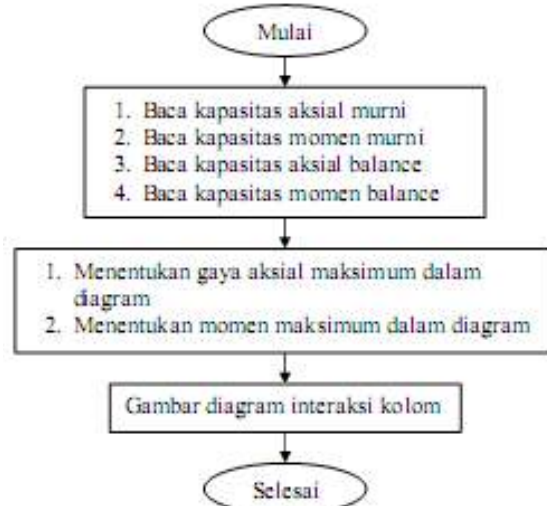 Mulai
1. Baca kapasitas aksial murni
2. Baca kapasitas momen murni
3. Baca kapasitas aksial balance
4. Baca kapasitas momen balance
1. Menentukan gaya aksial maksimum dalam
diagram
2. Menentukan momen maksimum dalam diagram
Gambar diagram interaksi kolom
Selesai